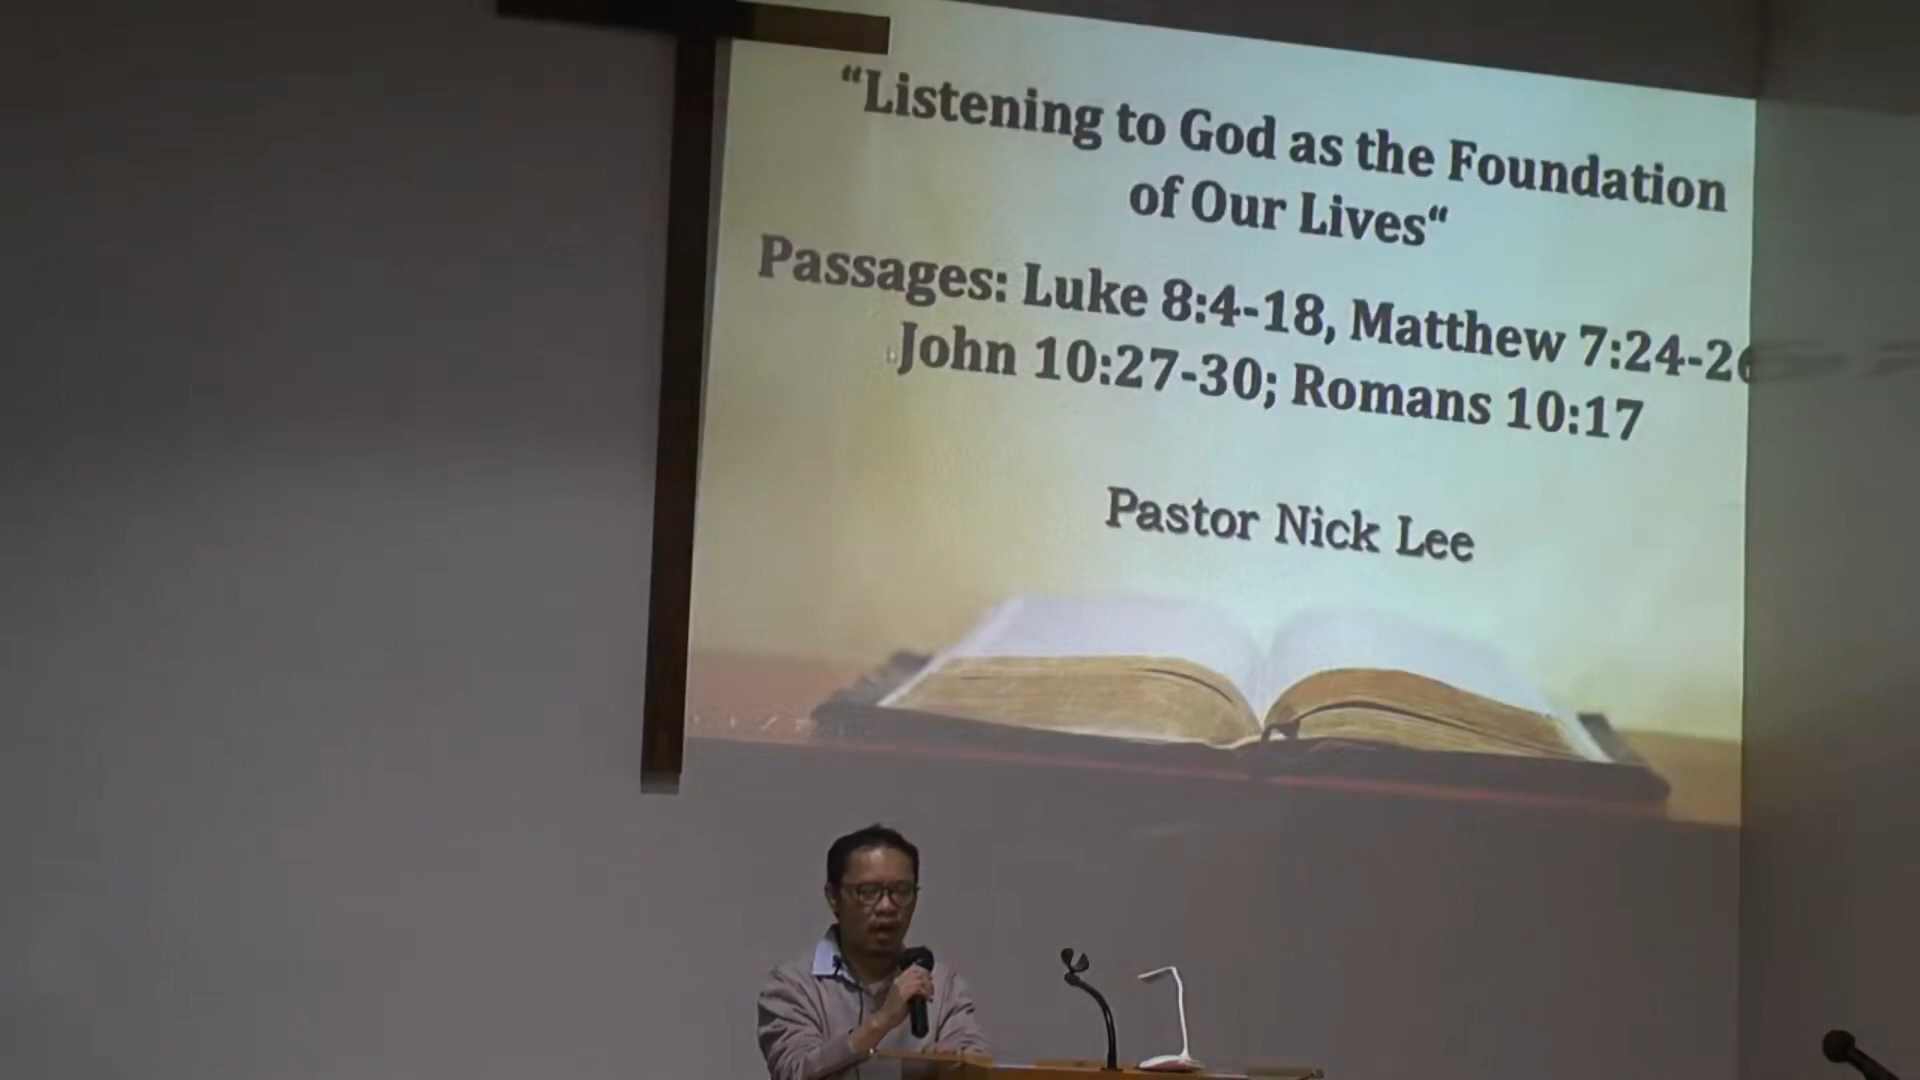 “Listening to God as the Foundation
of Our Lives“
Passages: Luke 8:4-18, Matthew 7:24-26
John 10:27-30; Romans 10:17
Pastor Nick Lee